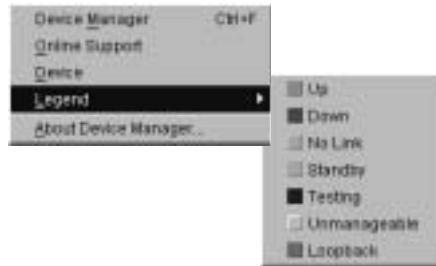 Device Manager Ctrl+F
Online Support
Device
Legend
About Device Manager...
Up
Down
No Link
Standby
Testing
Unmanageable
Loopback